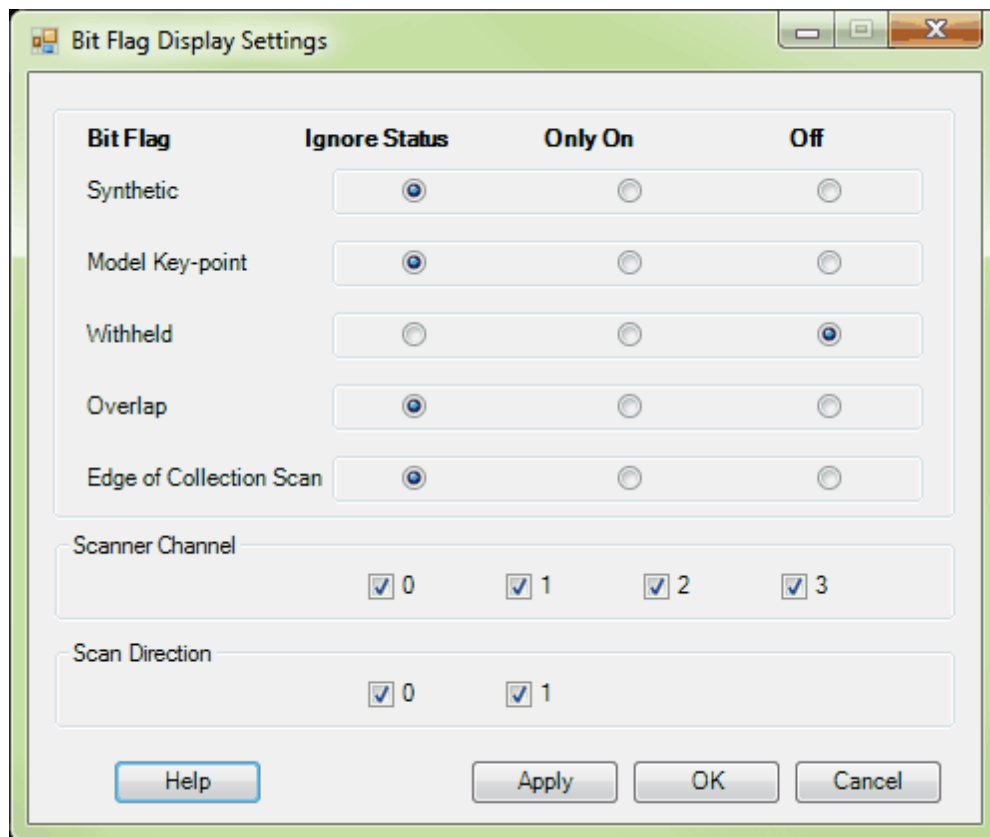 Bit Flag Display Settings
Bit Flag Ignore Status Only On Off
Synthetic
Model Key-point
Withheld
Overlap
Edge of Collection Scan
Scanner Channel
0 1 2 3
Scan Direction
0 1
Help Apply OK Cancel